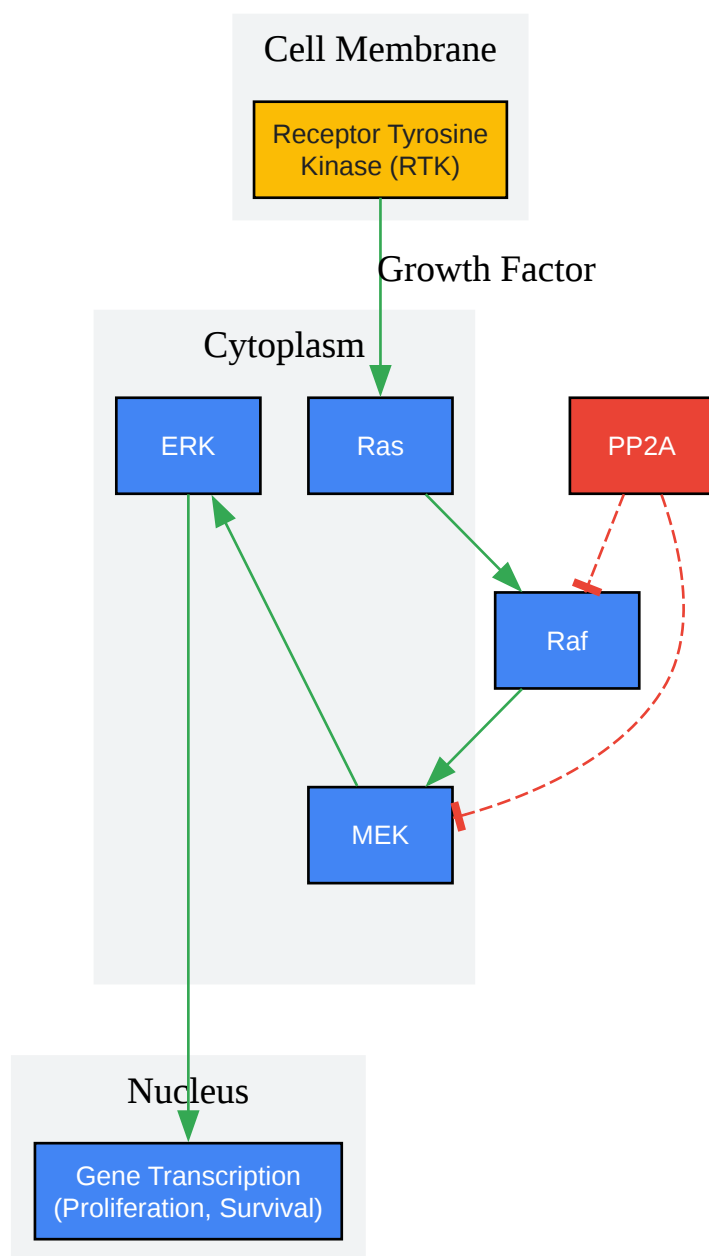 Cell Membrane
Receptor Tyrosine
Kinase (RTK)
Growth Factor
Cytoplasm
ERK
Ras
PP2A
Raf
MEK
Nucleus
Gene Transcription
(Proliferation, Survival)